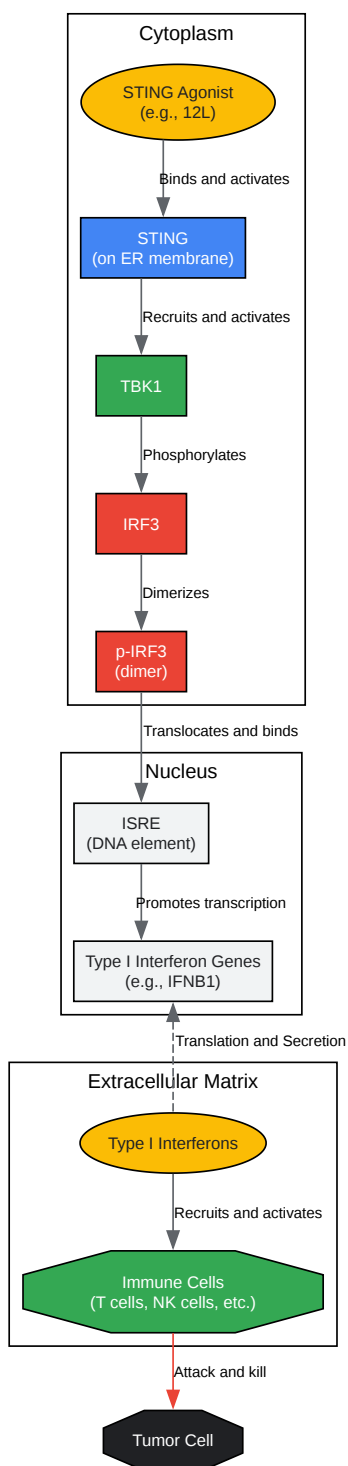 Cytoplasm
STING Agonist
(e.g., 12L)
Binds and activates
STING
(on ER membrane)
Recruits and activates
TBK1
Phosphorylates
IRF3
Dimerizes
p-IRF3
(dimer)
Translocates and binds
Nucleus
ISRE
(DNA element)
Promotes transcription
Type I Interferon Genes
(e.g., IFNB1)
Translation and Secretion
Extracellular Matrix
Type I Interferons
Recruits and activates
Immune Cells
(T cells, NK cells, etc.)
Attack and kill
Tumor Cell